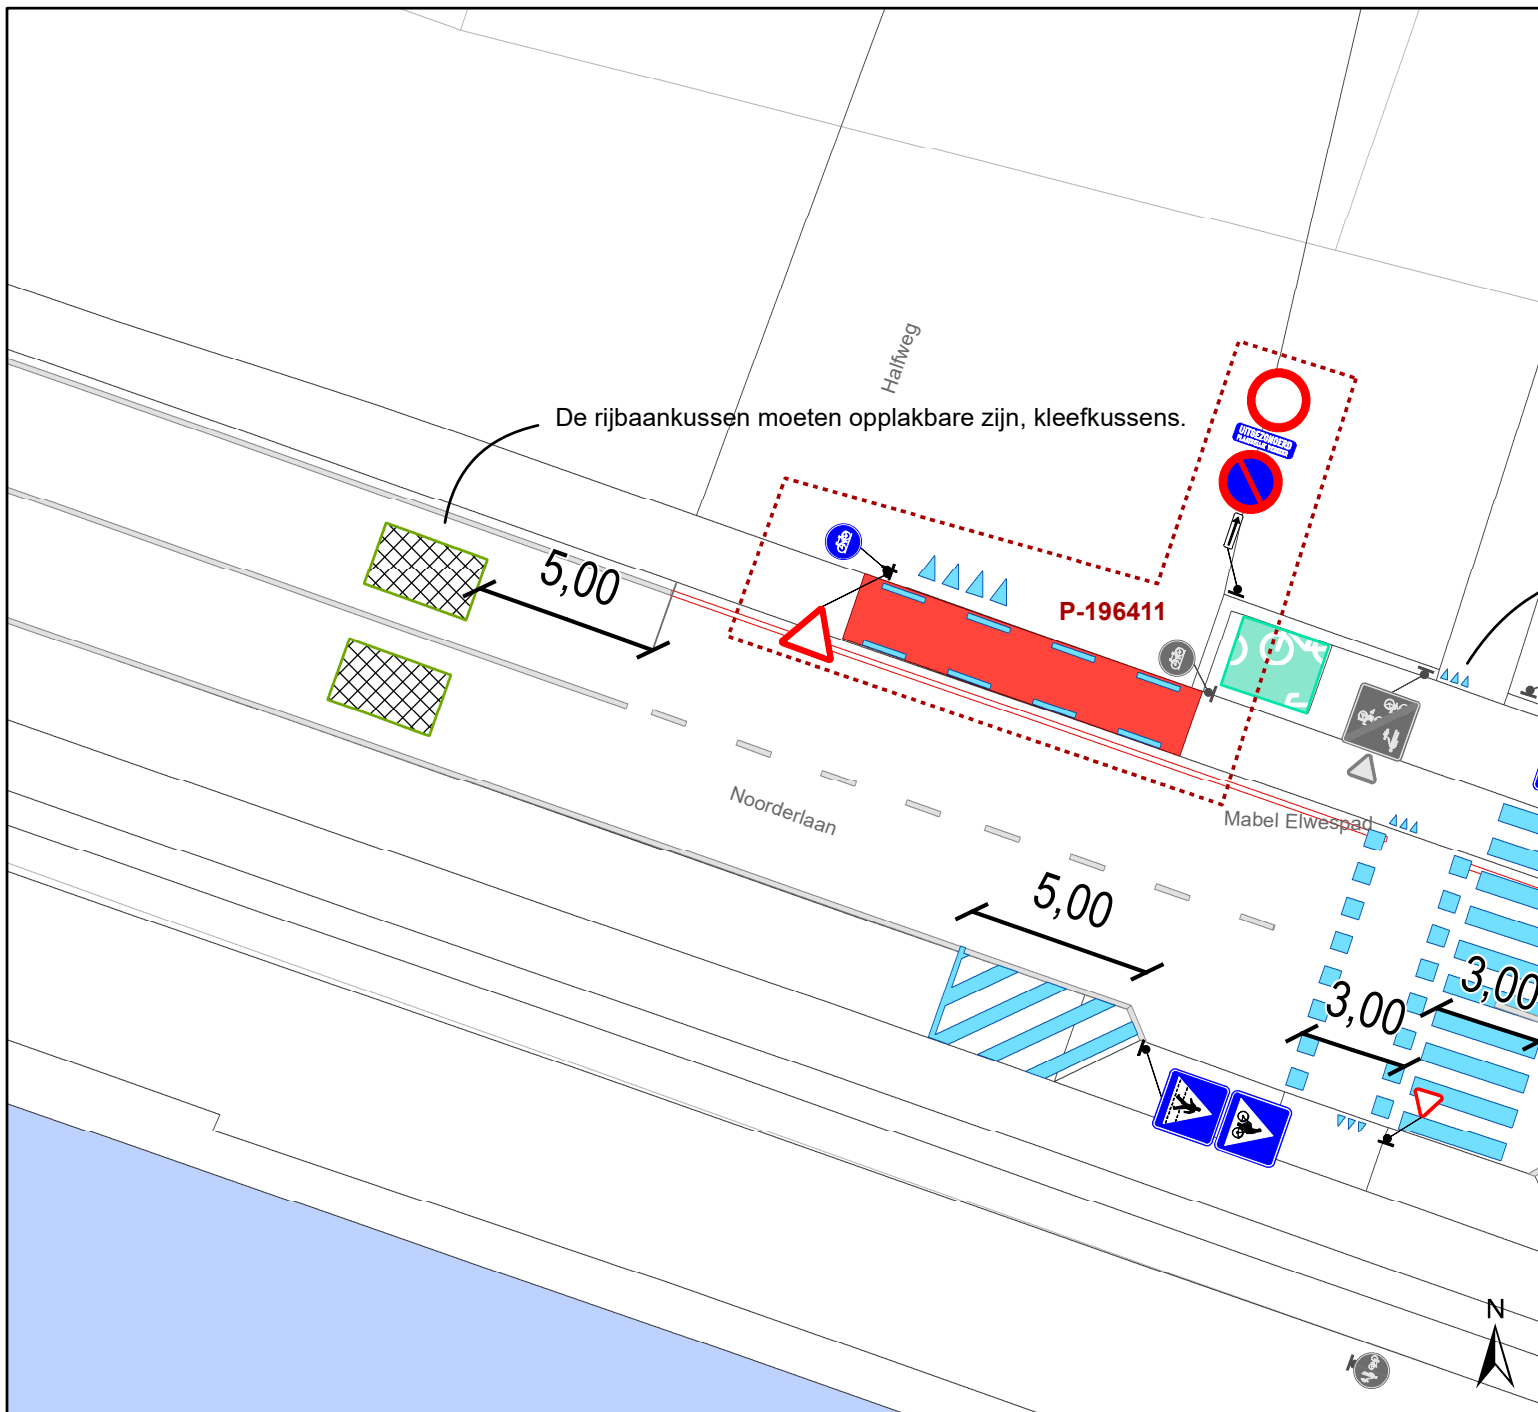 Halfweg
De rijbaankussen moeten opplakbare zijn, kleefkussens.
UITBEZONDERD
5,00
P-196411
Noorderlaan
Mabel Elwespad
5,00
3,00
3,00
N